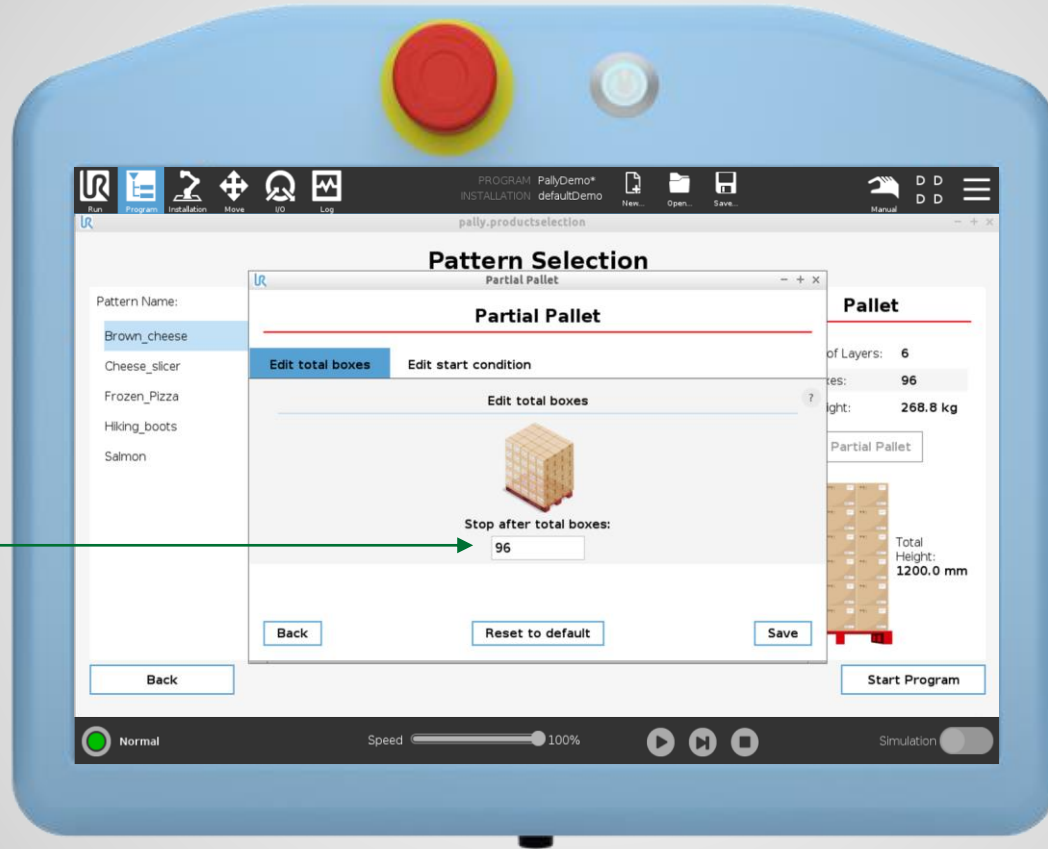 UR
Run
Program
Installation
Move
I/O
Log
PROGRAM PallyDemo*
INSTALLATION defaultDemo
New...
Open...
Save...
Manual
D D
D D
UR
pally.productselection
- + ×
Pattern Selection
Pattern Name:
Brown_cheese
Cheese_slicer
Frozen_Pizza
Hiking_boots
Salmon
UR
Partial Pallet
- + ×
Partial Pallet
Edit total boxes
Edit start condition
Edit total boxes
?
Stop after total boxes:
96
Back
Reset to default
Save
Pallet
of Layers: 6
96
268.8 kg
Partial Pallet
Total
Height:
1200.0 mm
Back
Start Program
Normal
Speed
100%
Simulation